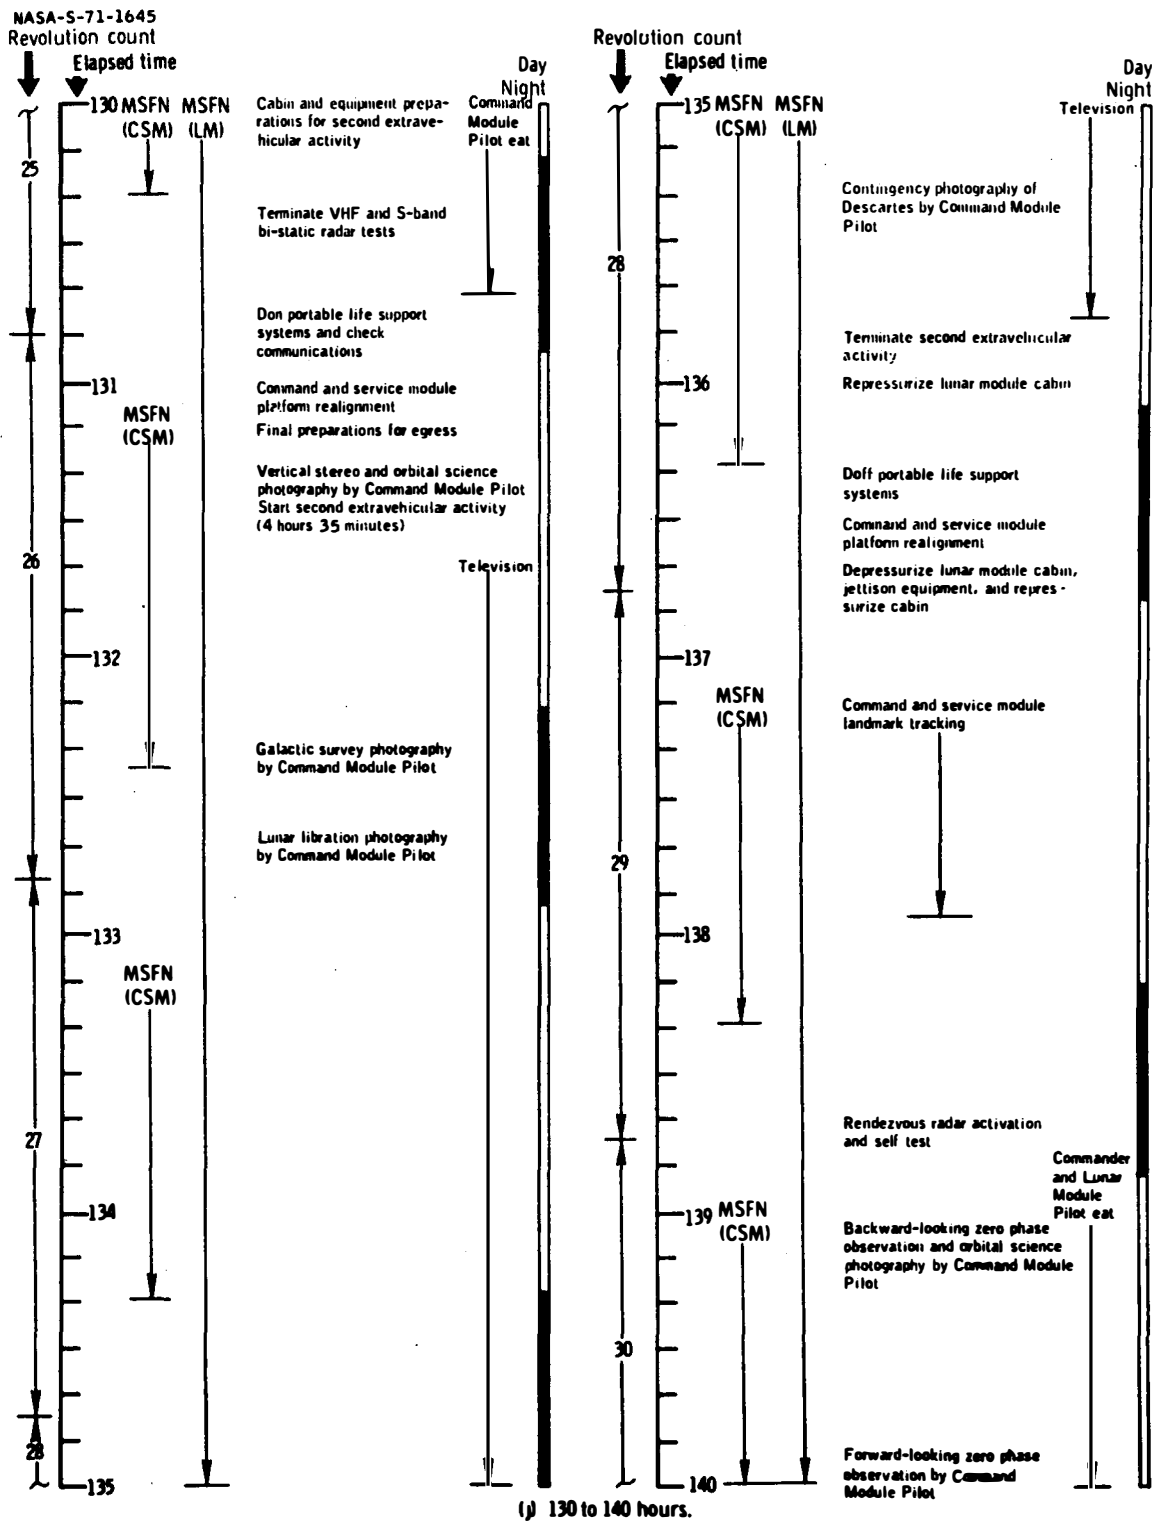 NASA-S-71-1645
Revolution count
Elapsed time
Day
Night
130
MSFN
(CSM)
MSFN
(LM)
Cabin and equipment prepa-
rations for second extrave-
hicular activity
Command
Module
Pilot eat
25
Terminate VHF and S-band
bi-static radar tests
Don portable life support
systems and check
communications
131
Command and service module
platform realignment
MSFN
(CSM)
Final preparations for egress
Vertical stereo and orbital science
photography by Command Module Pilot
Start second extravehicular activity
(4 hours 35 minutes)
26
Television
132
Galactic survey photography
by Command Module Pilot
Lunar libration photography
by Command Module Pilot
133
MSFN
(CSM)
27
134
28
135
Revolution count
Elapsed time
Day
Night
135
MSFN
(CSM)
MSFN
(LM)
Television
Contingency photography of
Descartes by Command Module
Pilot
28
Terminate second extravehicular
activity
136
Repressurize lunar module cabin
Doff portable life support
systems
Command and service module
platform realignment
Depressurize lunar module cabin,
jettison equipment, and repres-
surize cabin
137
MSFN
(CSM)
Command and service module
landmark tracking
29
138
Rendezvous radar activation
and self test
Commander
and Lunar
Module
Pilot eat
139
MSFN
(CSM)
Backward-looking zero phase
observation and orbital science
photography by Command Module
Pilot
30
Forward-looking zero phase
observation by Command
Module Pilot
140
(j) 130 to 140 hours.